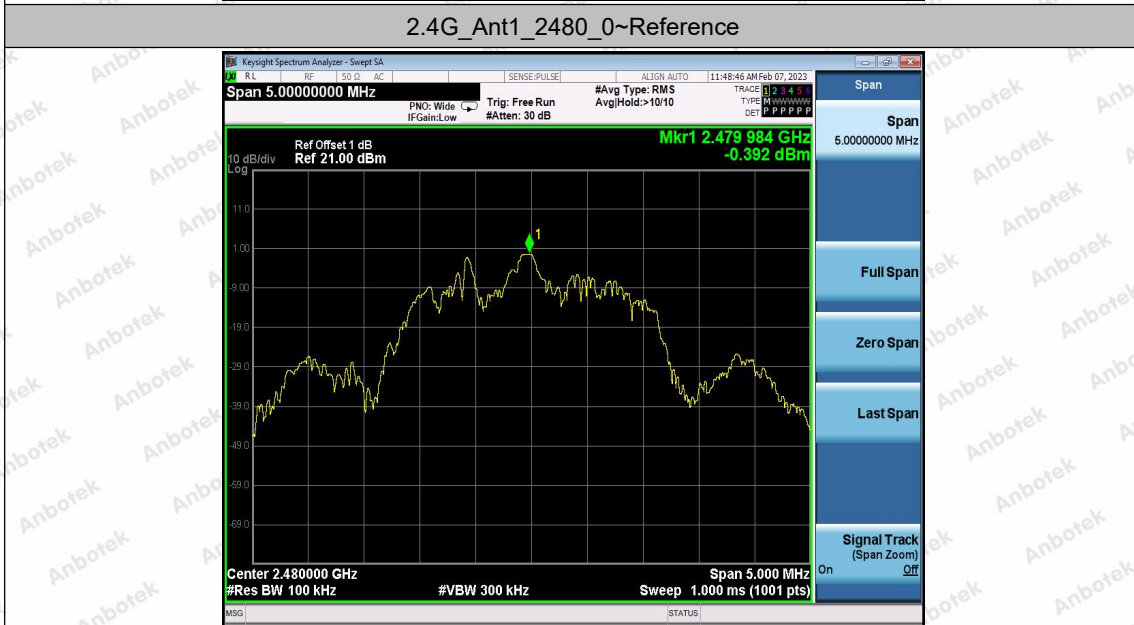 2.4G_Ant1_2480_0~Reference
Keysight Spectrum Analyzer - Swept SA
LXI RL RF 50 Ω AC SENSE:PULSE ALIGN AUTO 11:48:46 AM Feb 07, 2023
Span 5.00000000 MHz
PNO: Wide
IFGain:Low
Trig: Free Run
#Atten: 30 dB
#Avg Type: RMS
Avg|Hold:>10/10
TRACE 1 2 3 4 5 6
TYPE M WWWWW
DET P P P P P P
Mkr1 2.479 984 GHz
-0.392 dBm
Ref Offset 1 dB
10 dB/div Ref 21.00 dBm
Log
11.0
1
1.00
-9.00
-19.0
-29.0
-39.0
-49.0
-59.0
-69.0
Center 2.480000 GHz Span 5.000 MHz
#Res BW 100 kHz #VBW 300 kHz Sweep 1.000 ms (1001 pts)
MSG STATUS
Span
Span
5.00000000 MHz
Full Span
Zero Span
Last Span
Signal Track
(Span Zoom)
On Off
Anbotek